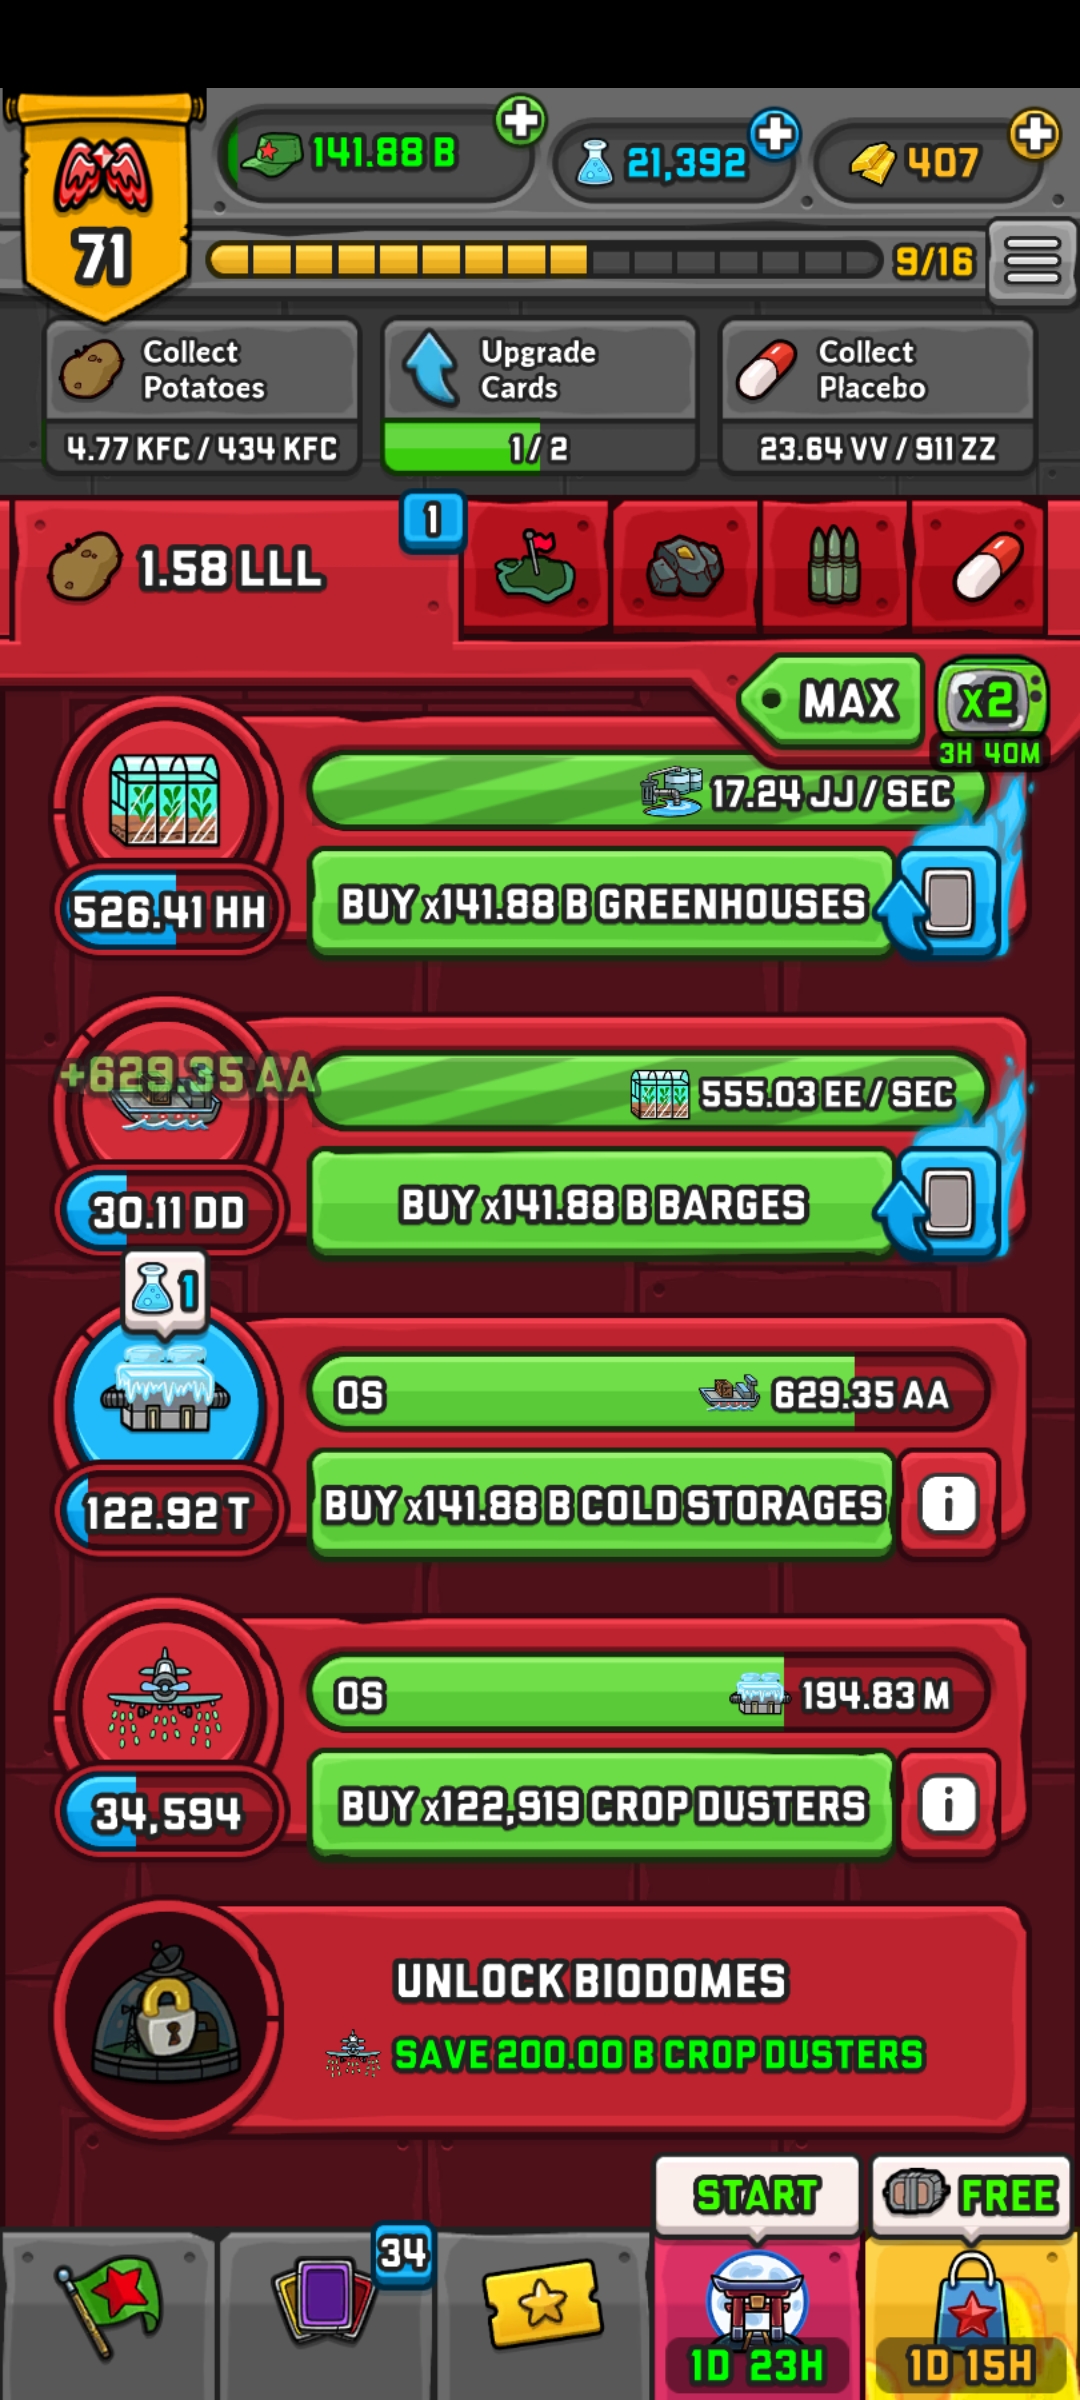 141.88 B
21,392
407
71
9/16
Collect
Potatoes
4.77 KFC / 434 KFC
Upgrade
Cards
1 / 2
Collect
Placebo
23.64 VV / 911 ZZ
1
1.58 LLL
MAX
x2
3H 40M
17.24 JJ / SEC
526.41 HH
BUY x141.88 B GREENHOUSES
+629.35 AA
555.03 EE / SEC
30.11 DD
BUY x141.88 B BARGES
1
0S
629.35 AA
122.92 T
BUY x141.88 B COLD STORAGES
i
0S
194.83 M
34,594
BUY x122,919 CROP DUSTERS
i
UNLOCK BIODOMES
SAVE 200.00 B CROP DUSTERS
START
FREE
34
1D 23H
1D 15H